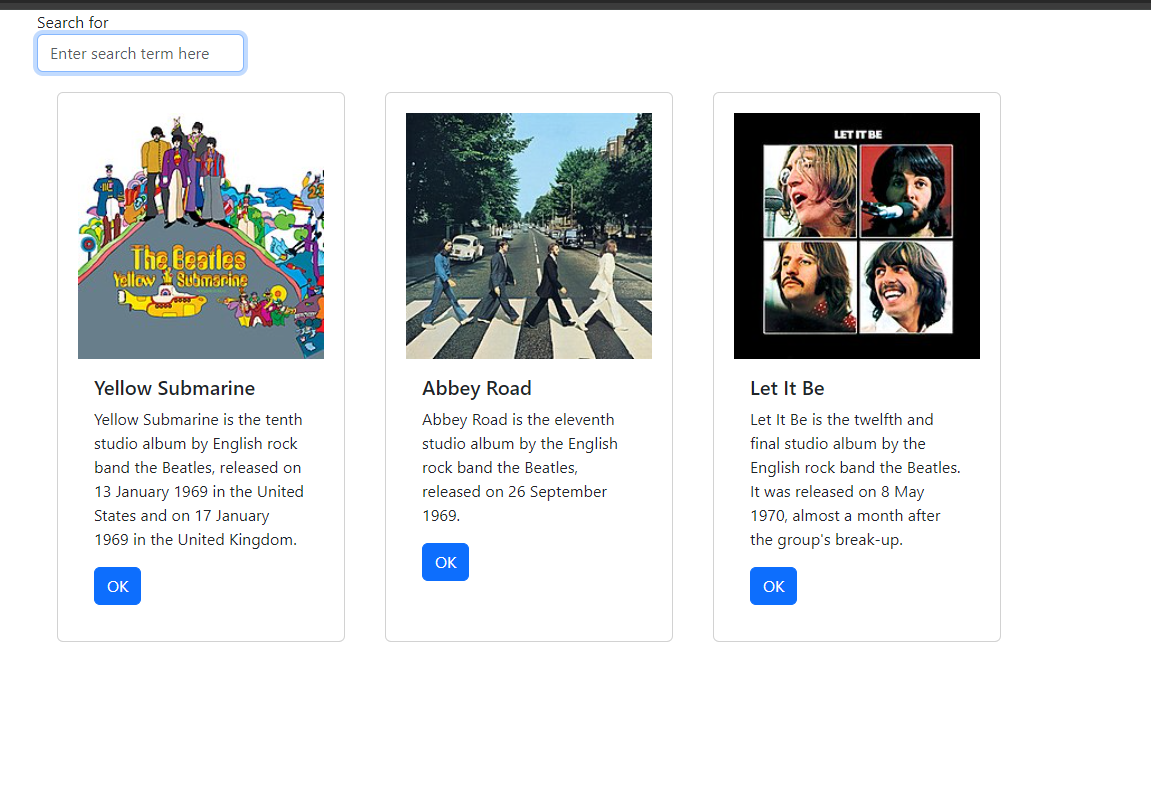 Search for
Enter search term here
The Beatles
Yellow Submarine
LET IT BE
Yellow Submarine
Yellow Submarine is the tenth
studio album by English rock
band the Beatles, released on
13 January 1969 in the United
States and on 17 January
1969 in the United Kingdom.
OK
Abbey Road
Abbey Road is the eleventh
studio album by the English
rock band the Beatles,
released on 26 September
1969.
OK
Let It Be
Let It Be is the twelfth and
final studio album by the
English rock band the Beatles.
It was released on 8 May
1970, almost a month after
the group's break-up.
OK